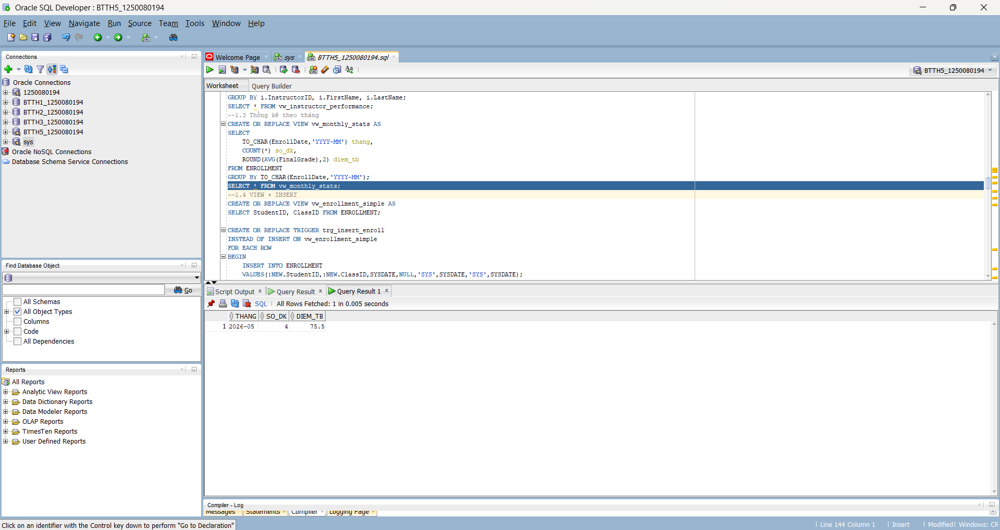 Oracle SQL Developer : BTTH5_1250080194
File Edit View Navigate Run Source Team Tools Window Help
Connections
Oracle Connections
1250080194
BTTH1_1250080194
BTTH2_1250080194
BTTH3_1250080194
BTTH5_1250080194
sys
Oracle NoSQL Connections
Database Schema Service Connections
Find Database Object
Go
All Schemas
All Object Types
Columns
Code
All Dependencies
Reports
All Reports
Analytic View Reports
Data Dictionary Reports
Data Modeler Reports
OLAP Reports
TimesTen Reports
User Defined Reports
Welcome Page sys BTTH5_1250080194.sql
BTTH5_1250080194
Worksheet Query Builder
GROUP BY i.InstructorID, i.FirstName, i.LastName;
SELECT * FROM vw_instructor_performance;
--1.3 Thống kê theo tháng
CREATE OR REPLACE VIEW vw_monthly_stats AS
SELECT
TO_CHAR(EnrollDate,'YYYY-MM') thang,
COUNT(*) so_dk,
ROUND(AVG(FinalGrade),2) diem_tb
FROM ENROLLMENT
GROUP BY TO_CHAR(EnrollDate,'YYYY-MM');
SELECT * FROM vw_monthly_stats;
--1.4 VIEW + INSERT
CREATE OR REPLACE VIEW vw_enrollment_simple AS
SELECT StudentID, ClassID FROM ENROLLMENT;
CREATE OR REPLACE TRIGGER trg_insert_enroll
INSTEAD OF INSERT ON vw_enrollment_simple
FOR EACH ROW
BEGIN
INSERT INTO ENROLLMENT
VALUES(:NEW.StudentID,:NEW.ClassID,SYSDATE,NULL,'SYS',SYSDATE,'SYS',SYSDATE);
Script Output Query Result Query Result 1
SQL All Rows Fetched: 1 in 0.005 seconds
THANG SO_DK DIEM_TB
1 2026-05 4 75.5
Compiler - Log
Messages Statements Compiler Logging Page
Click on an identifier with the Control key down to perform "Go to Declaration"
Line 144 Column 1 Insert Modified Windows: CR